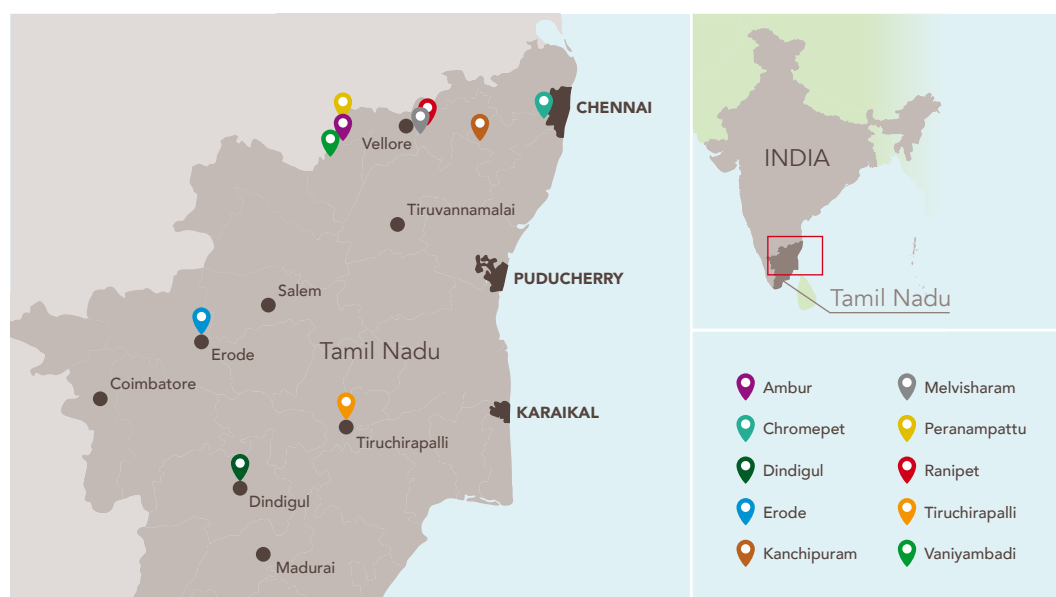 CHENNAI
Vellore
Tiruvannamalai
PUDUCHERRY
Salem
Erode
Tamil Nadu
Coimbatore
KARAIKAL
Tiruchirapalli
Dindigul
Madurai
INDIA
Tamil Nadu
Ambur
Chromepet
Dindigul
Erode
Kanchipuram
Melvisharam
Peranampattu
Ranipet
Tiruchirapalli
Vaniyambadi